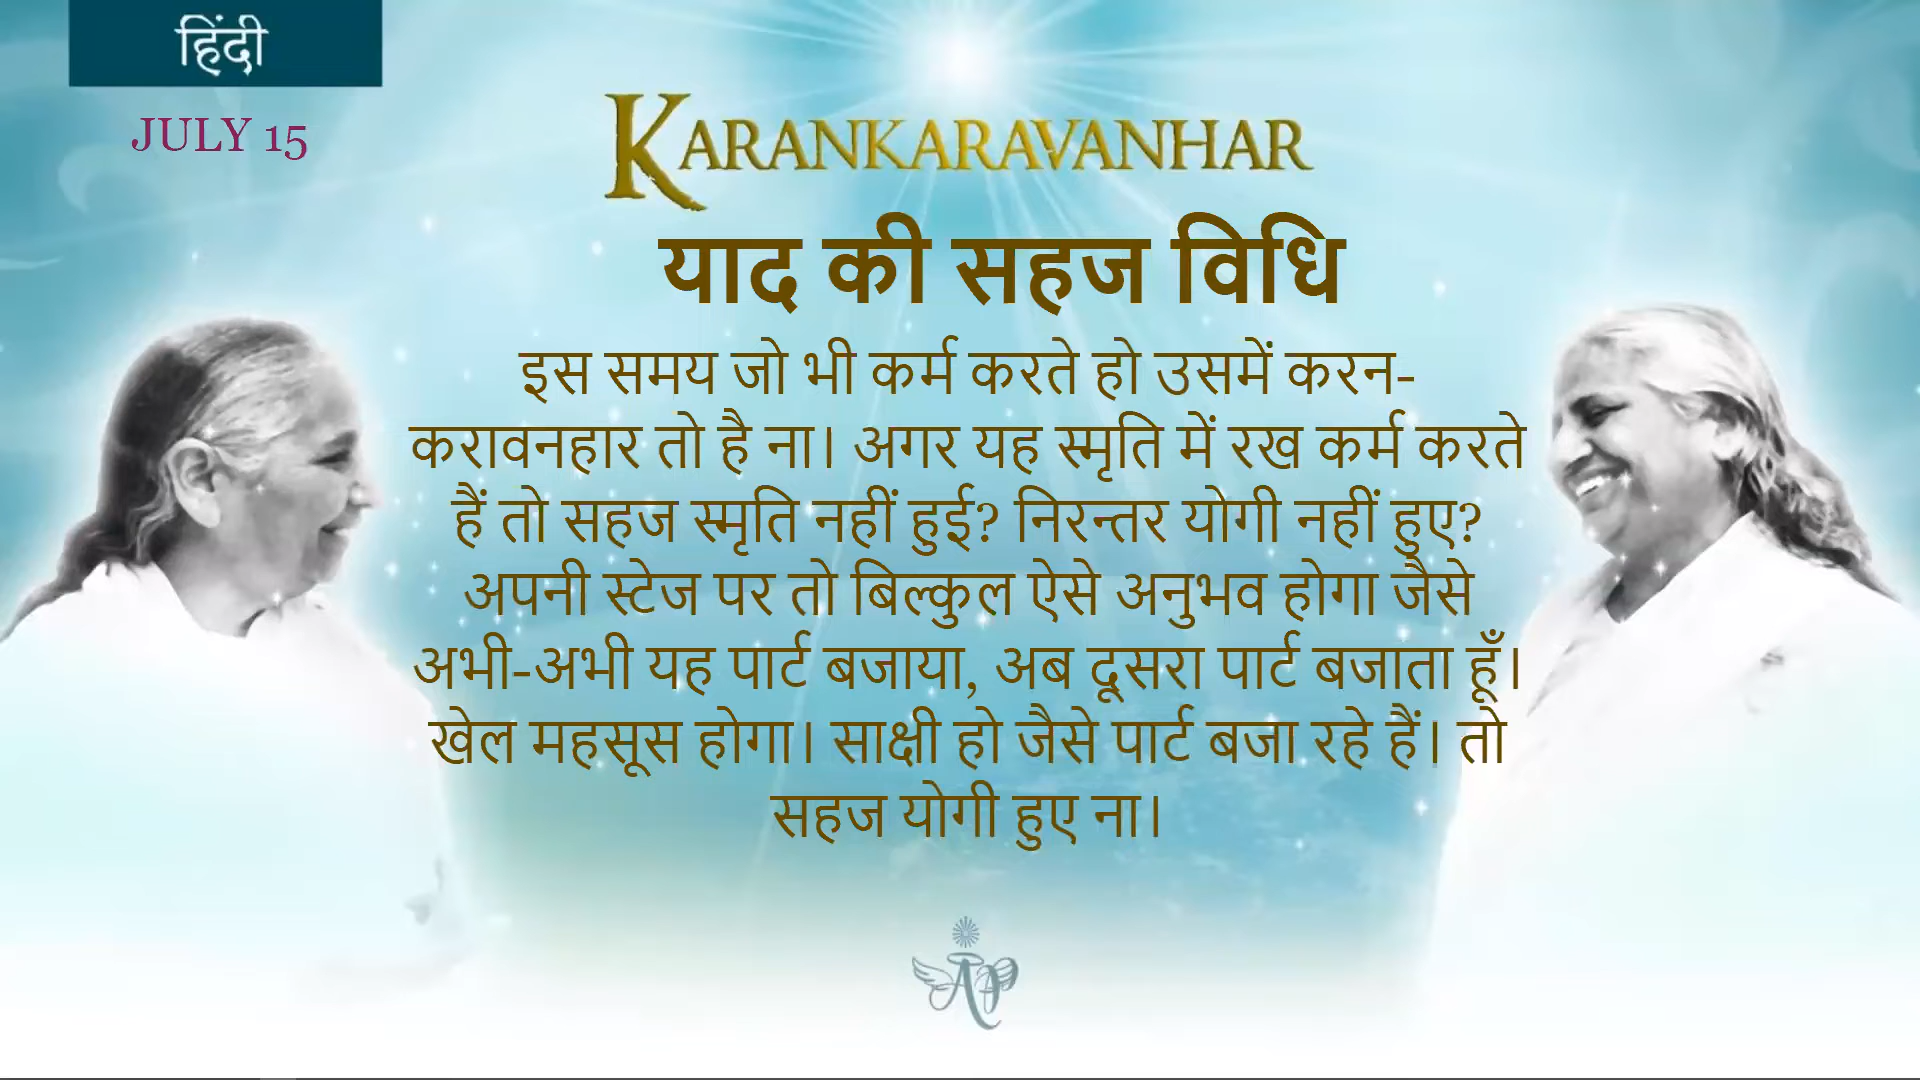 हिंदी
JULY 15
KARANKARAVANHAR
याद की सहज विधि
इस समय जो भी कर्म करते हो उसमें करन-
करावनहार तो है ना। अगर यह स्मृति में रख कर्म करते
हैं तो सहज स्मृति नहीं हुई? निरन्तर योगी नहीं हुए?
अपनी स्टेज पर तो बिल्कुल ऐसे अनुभव होगा जैसे
अभी-अभी यह पार्ट बजाया, अब दूसरा पार्ट बजाता हूँ।
खेल महसूस होगा। साक्षी हो जैसे पार्ट बजा रहे हैं। तो
सहज योगी हुए ना।